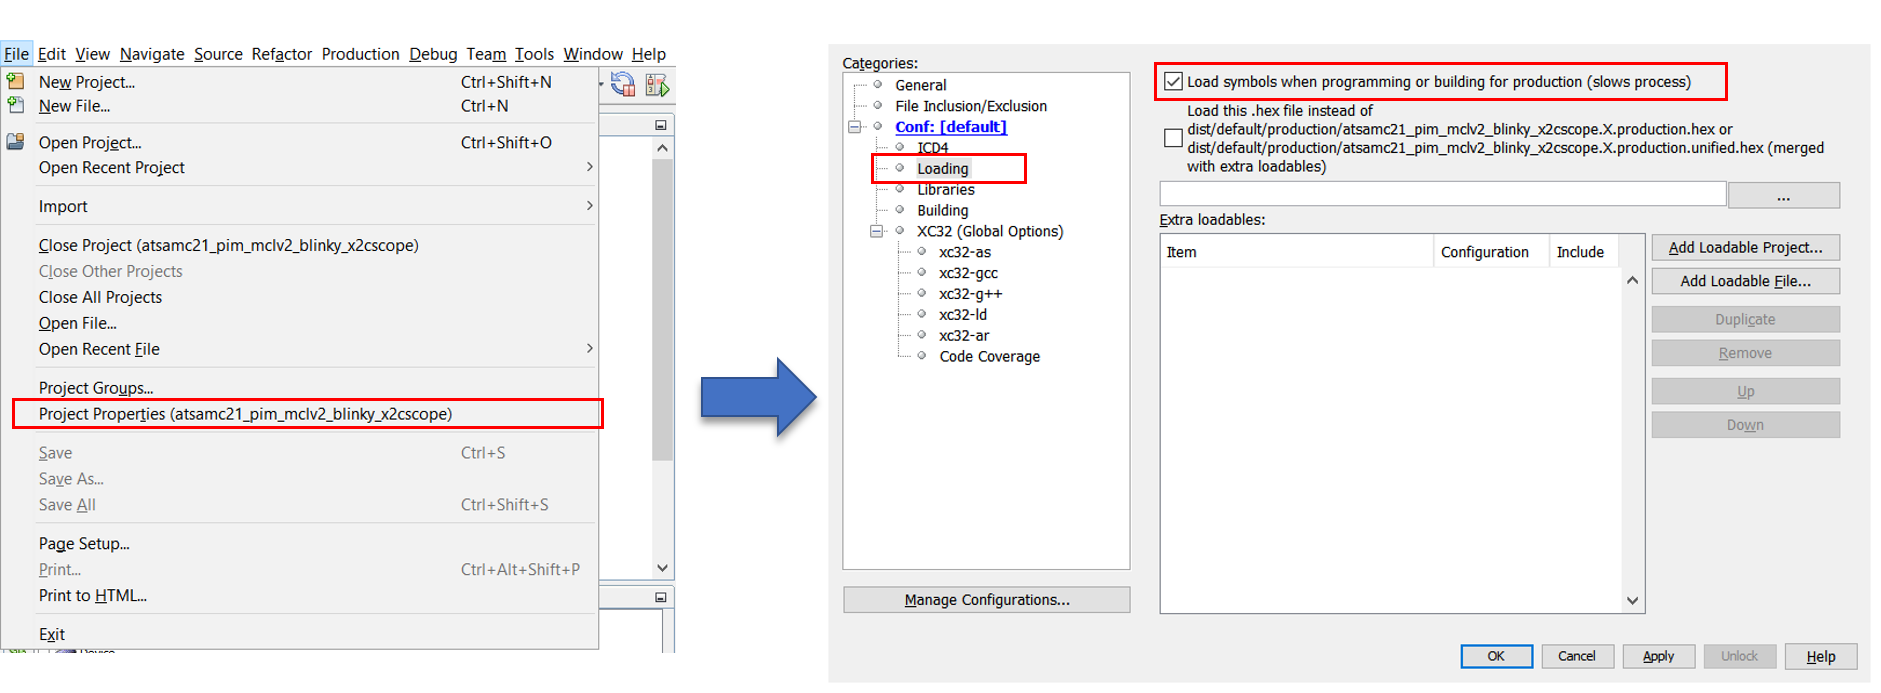 File Edit View Navigate Source Refactor Production Debug Team Tools Window Help
New Project... Ctrl+Shift+N
New File... Ctrl+N
Open Project... Ctrl+Shift+O
Open Recent Project
Import
Close Project (atsamc21_pim_mclv2_blinky_x2cscope)
Close Other Projects
Close All Projects
Open File...
Open Recent File
Project Groups...
Project Properties (atsamc21_pim_mclv2_blinky_x2cscope)
Save Ctrl+S
Save As...
Save All Ctrl+Shift+S
Page Setup...
Print... Ctrl+Alt+Shift+P
Print to HTML...
Exit
Categories:
General
File Inclusion/Exclusion
Conf: [default]
ICD4
Loading
Libraries
Building
XC32 (Global Options)
xc32-as
xc32-gcc
xc32-g++
xc32-ld
xc32-ar
Code Coverage
Manage Configurations...
Load symbols when programming or building for production (slows process)
Load this .hex file instead of
dist/default/production/atsamc21_pim_mclv2_blinky_x2cscope.X.production.hex or
dist/default/production/atsamc21_pim_mclv2_blinky_x2cscope.X.production.unified.hex (merged
with extra loadables)
...
Extra loadables:
Item Configuration Include
Add Loadable Project...
Add Loadable File...
Duplicate
Remove
Up
Down
OK Cancel Apply Unlock Help